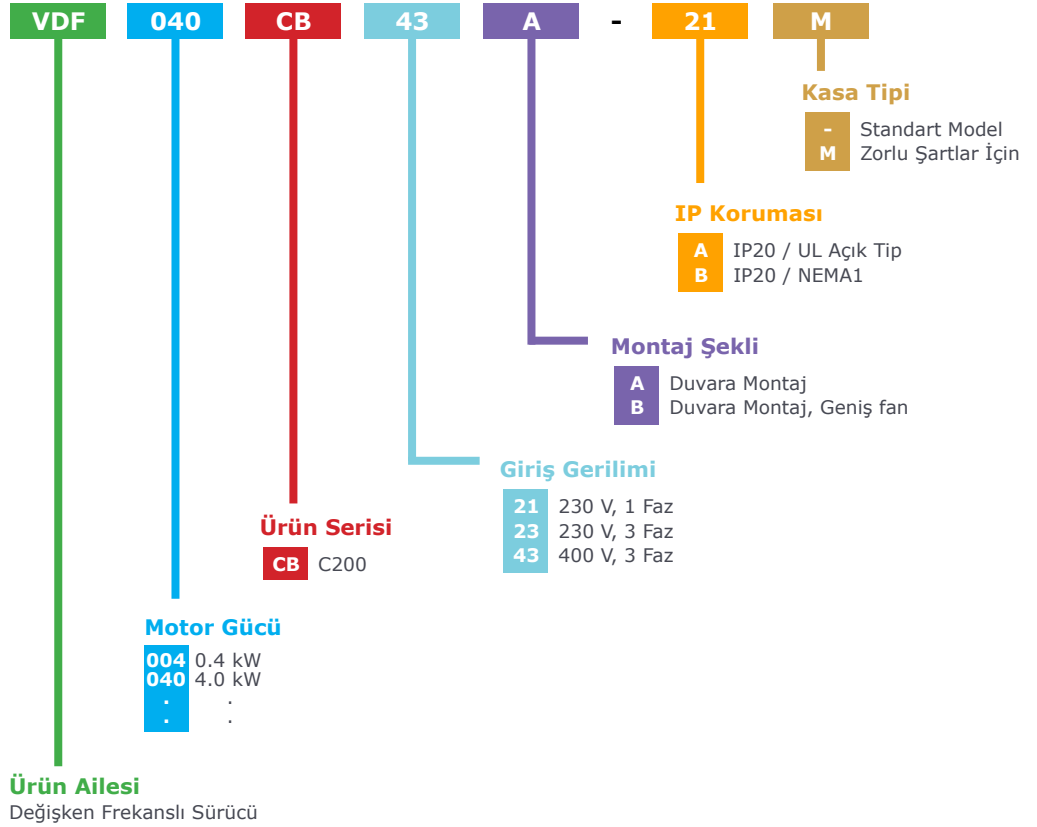 VDF 040 CB 43 A - 21 M
Kasa Tipi
- Standart Model
M Zorlu Şartlar İçin
IP Koruması
A IP20 / UL Açık Tip
B IP20 / NEMA1
Montaj Şekli
A Duvara Montaj
B Duvara Montaj, Geniş fan
Giriş Gerilimi
21 230 V, 1 Faz
23 230 V, 3 Faz
43 400 V, 3 Faz
Ürün Serisi
CB C200
Motor Gücü
004 0.4 kW
040 4.0 kW
. .
. .
Ürün Ailesi
Değişken Frekanslı Sürücü